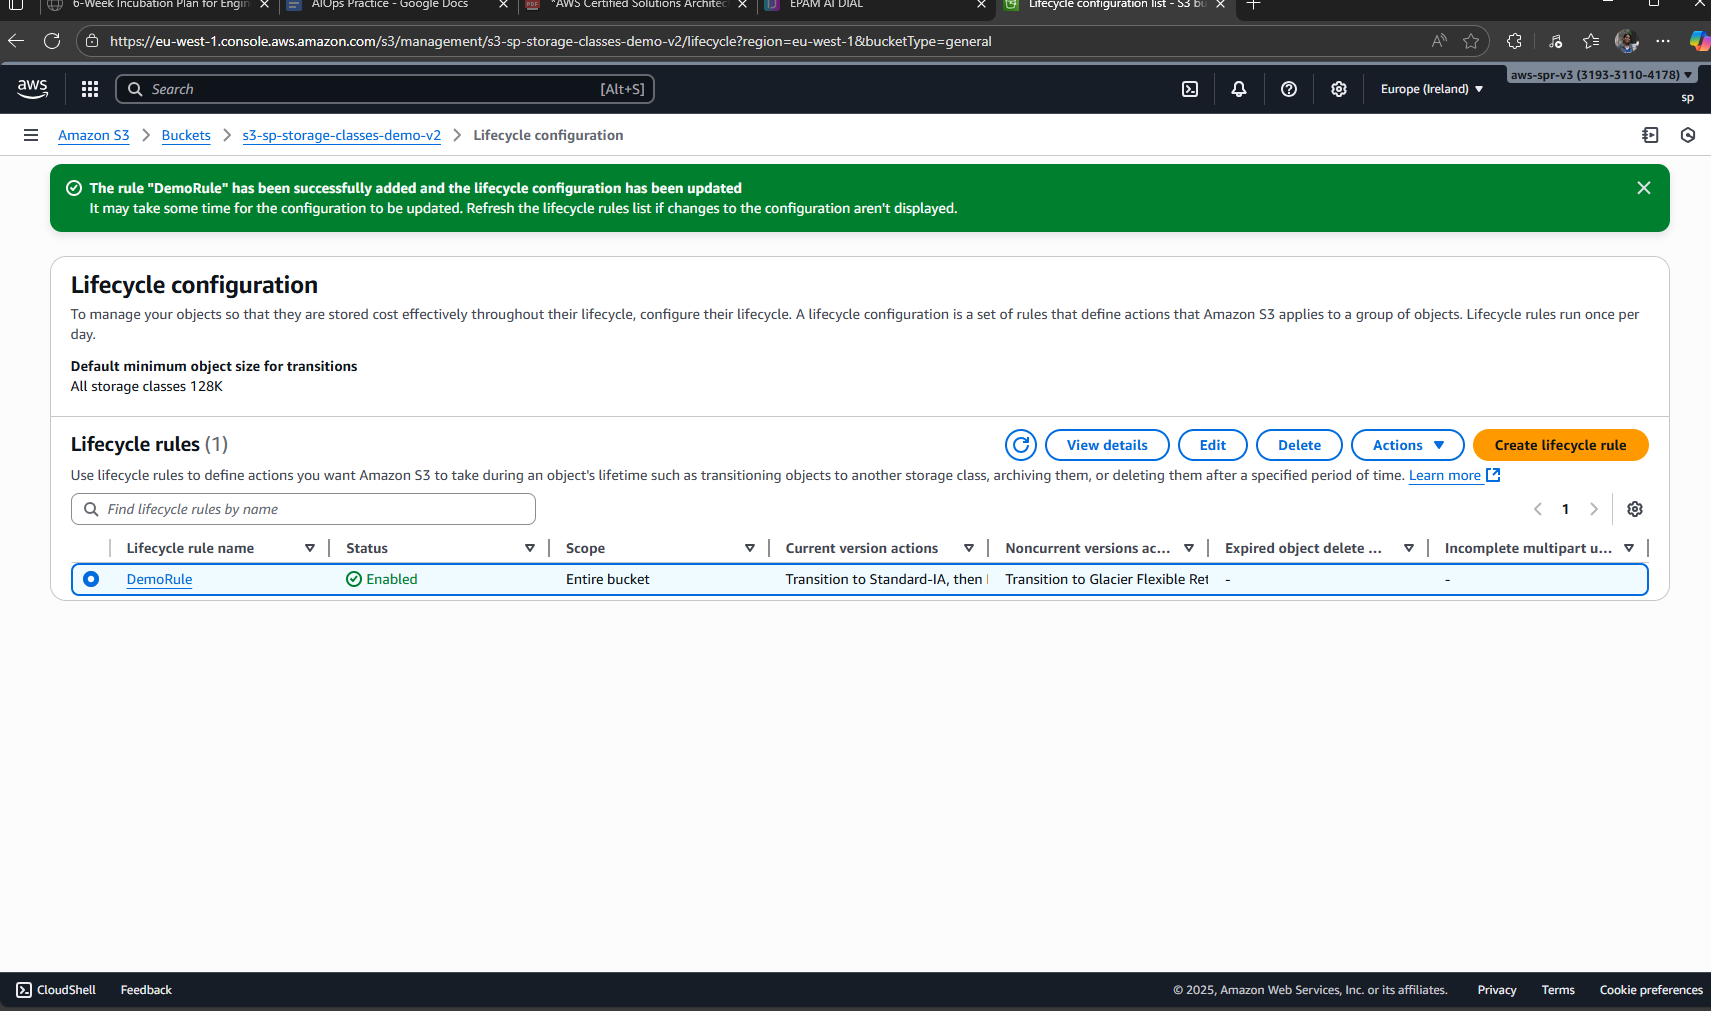 6-Week Incubation Plan for Engin
AIOps Practice - Google Docs
*AWS Certified Solutions Architec
EPAM AI DIAL
Lifecycle configuration list - S3 bu
https://eu-west-1.console.aws.amazon.com/s3/management/s3-sp-storage-classes-demo-v2/lifecycle?region=eu-west-1&bucketType=general
aws
Search
[Alt+S]
Europe (Ireland)
aws-spr-v3 (3193-3110-4178)
sp
Amazon S3
Buckets
s3-sp-storage-classes-demo-v2
Lifecycle configuration
The rule "DemoRule" has been successfully added and the lifecycle configuration has been updated
It may take some time for the configuration to be updated. Refresh the lifecycle rules list if changes to the configuration aren't displayed.
Lifecycle configuration
To manage your objects so that they are stored cost effectively throughout their lifecycle, configure their lifecycle. A lifecycle configuration is a set of rules that define actions that Amazon S3 applies to a group of objects. Lifecycle rules run once per
day.
Default minimum object size for transitions
All storage classes 128K
Lifecycle rules (1)
View details
Edit
Delete
Actions
Create lifecycle rule
Use lifecycle rules to define actions you want Amazon S3 to take during an object's lifetime such as transitioning objects to another storage class, archiving them, or deleting them after a specified period of time. Learn more
Find lifecycle rules by name
1
Lifecycle rule name
Status
Scope
Current version actions
Noncurrent versions ac...
Expired object delete ...
Incomplete multipart u...
DemoRule
Enabled
Entire bucket
Transition to Standard-IA, then
Transition to Glacier Flexible Ret
-
-
CloudShell
Feedback
© 2025, Amazon Web Services, Inc. or its affiliates.
Privacy
Terms
Cookie preferences